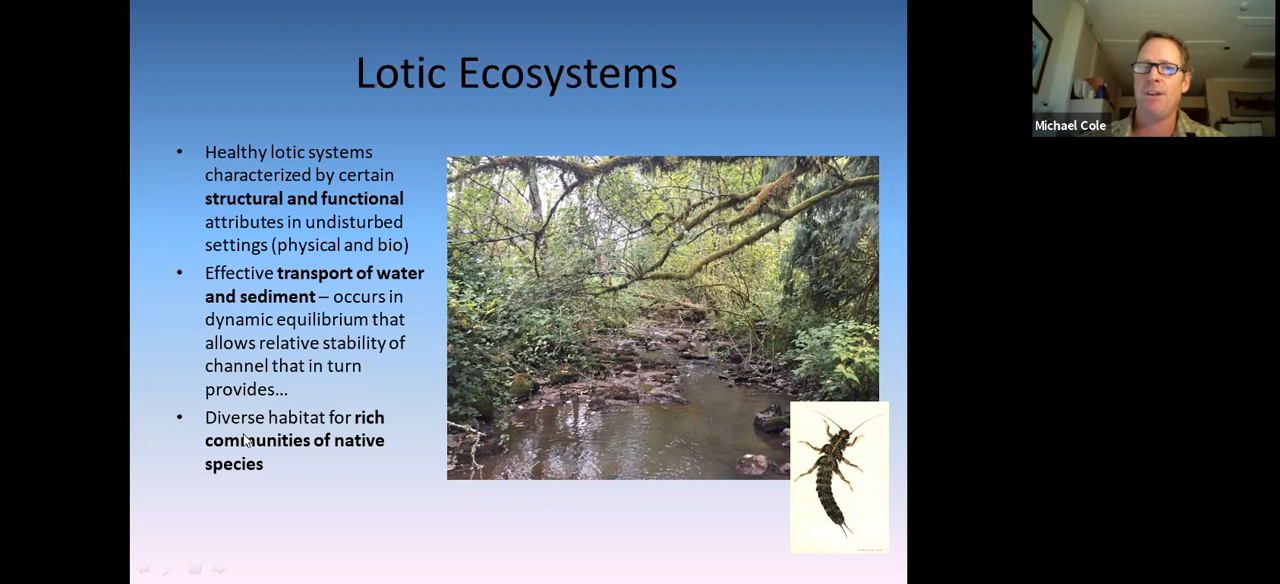 Lotic Ecosystems
• Healthy lotic systems
characterized by certain
structural and functional
attributes in undisturbed
settings (physical and bio)
• Effective transport of water
and sediment – occurs in
dynamic equilibrium that
allows relative stability of
channel that in turn
provides...
• Diverse habitat for rich
communities of native
species
Michael Cole